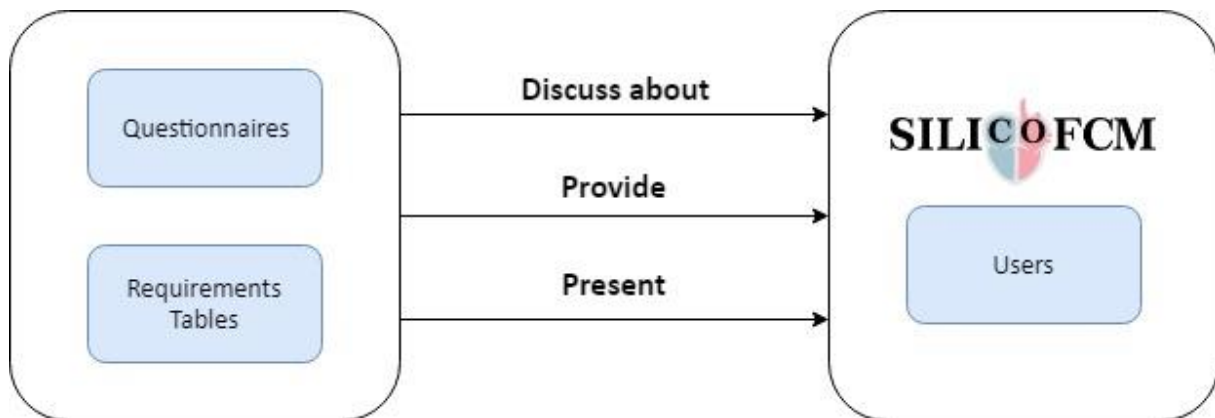 Questionnaires
Requirements
Tables
Discuss about
Provide
Present
SILICOFCM
Users